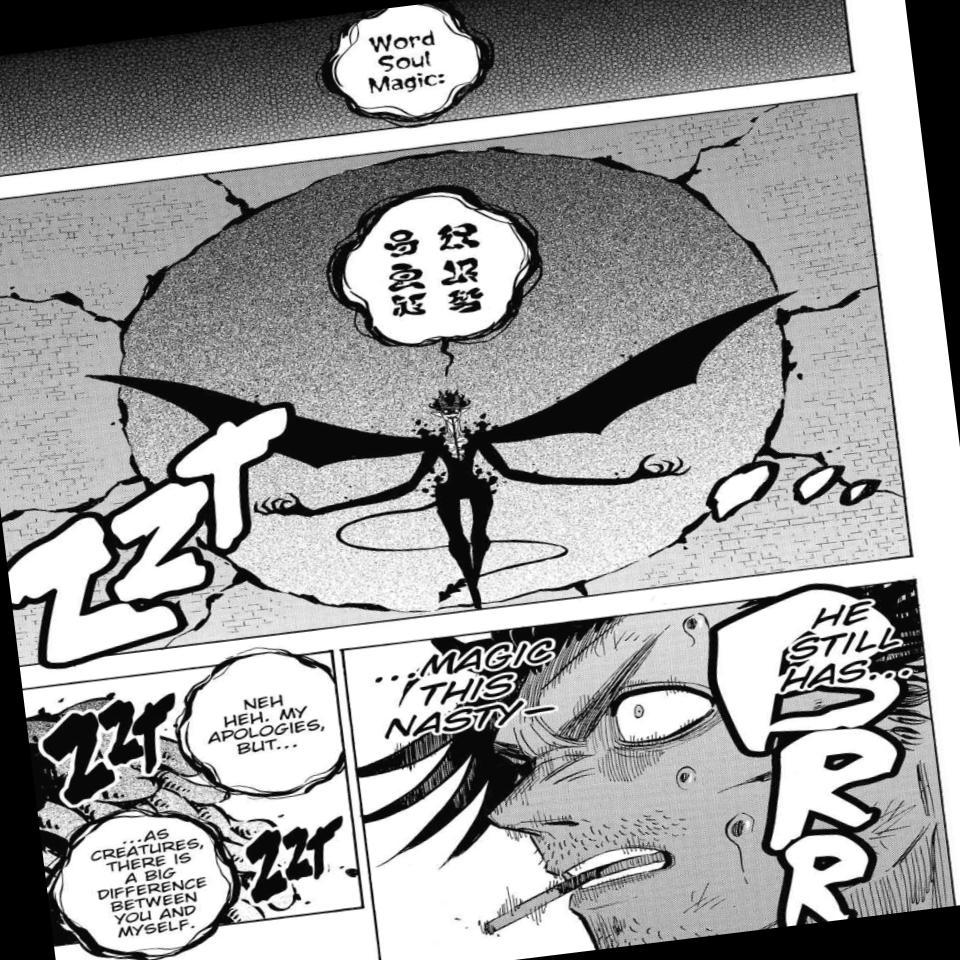 Word
Soul
Magic:
ZZT
HE
STILL
HAS...
...MAGIC
THIS
NASTY—
BRRR
NEH
HEH. MY
APOLOGIES,
BUT...
ZZT
...AS
CREATURES,
THERE IS
A BIG
DIFFERENCE
BETWEEN
YOU AND
MYSELF.
ZZT